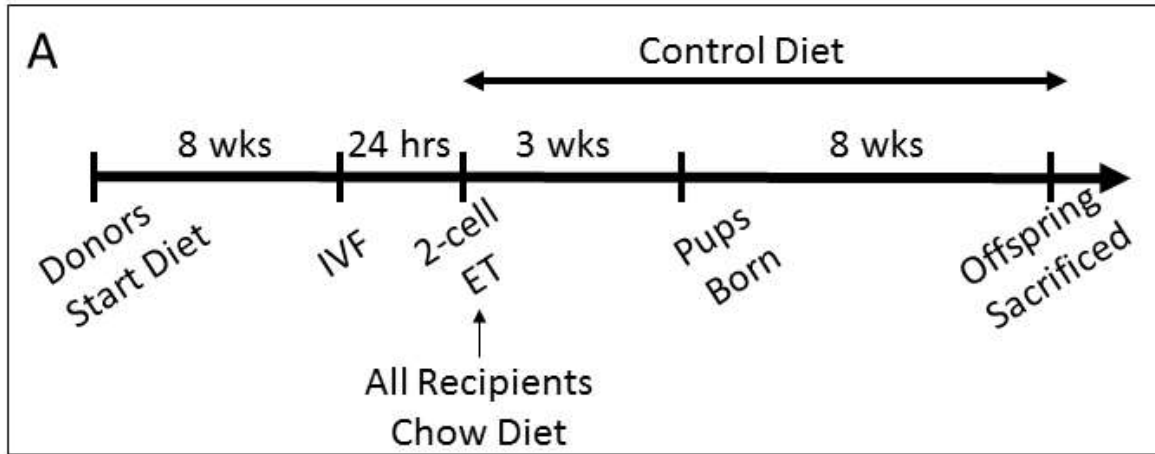 A
Control Diet
8 wks
24 hrs
3 wks
8 wks
Donors
Start Diet
IVF
2-cell
ET
Pups
Born
Offspring
Sacrificed
All Recipients
Chow Diet